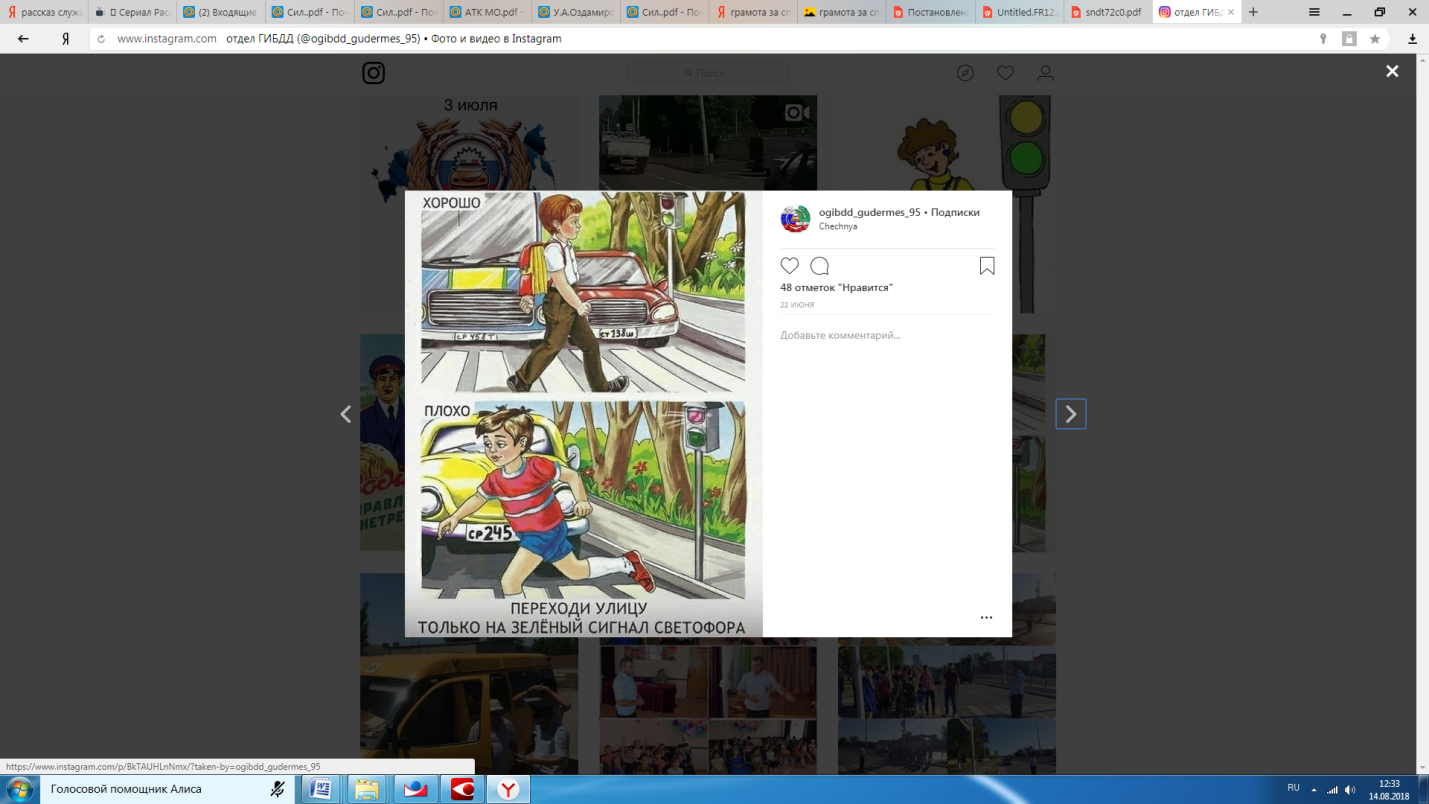 рассказ служ
Сериал Рас
(2) Входящие
Сил..pdf - По
Сил..pdf - По
АТК МО.pdf -
У.А.Оздамиро
Сил..pdf - По
грамота за сп
грамота за сп
Постановлен
Untitled.FR12
sndt72c0.pdf
отдел ГИБД
www.instagram.com отдел ГИБДД (@ogibdd_gudermes_95) • Фото и видео в Instagram
Поиск
3 июля
ХОРОШО
СТ 138Ш
ПЛОХО
СР245
ПЕРЕХОДИ УЛИЦУ
ТОЛЬКО НА ЗЕЛЁНЫЙ СИГНАЛ СВЕТОФОРА
ogibdd_gudermes_95 • Подписки
Chechnya
48 отметок "Нравится"
22 ИЮНЯ
Добавьте комментарий...
https://www.instagram.com/p/BkTAUHLnNmx/?taken-by=ogibdd_gudermes_95
Голосовой помощник Алиса
RU
12:33
14.08.2018